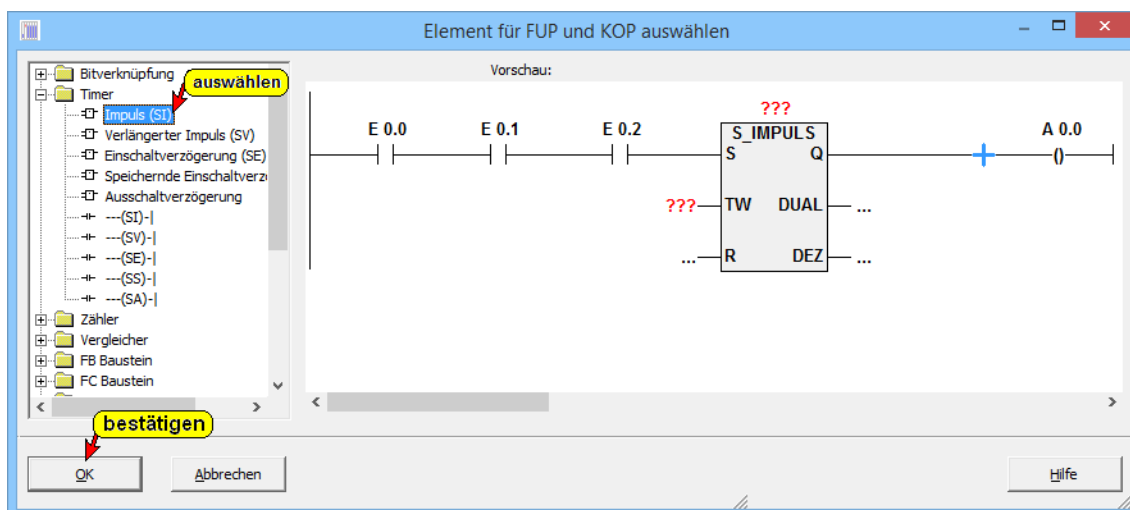 Element für FUP und KOP auswählen
Bitverknüpfung
auswählen
Timer
Impuls (SI)
Verlängerter Impuls (SV)
Einschaltverzögerung (SE)
Speichernde Einschaltverz
Ausschaltverzögerung
---(SI)-|
---(SV)-|
---(SE)-|
---(SS)-|
---(SA)-|
Zähler
Vergleicher
FB Baustein
FC Baustein
Vorschau:
???
E 0.0 E 0.1 E 0.2 S_IMPULS A 0.0
S Q
()
??? TW DUAL ...
... R DEZ ...
bestätigen
OK Abbrechen Hilfe